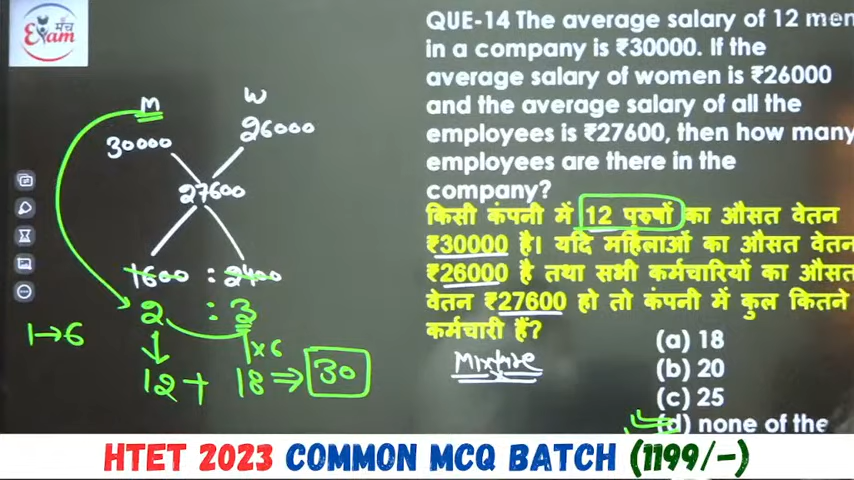 Exam मंच
M
W
30000
26000
27600
1600 : 2400
2 : 3
1→6
×6
12 + 18 ⇒ 30
QUE-14 The average salary of 12 men
in a company is ₹30000. If the
average salary of women is ₹26000
and the average salary of all the
employees is ₹27600, then how many
employees are there in the
company?
किसी कंपनी में 12 पुरुषों का औसत वेतन
₹30000 है। यदि महिलाओं का औसत वेतन
₹26000 है तथा सभी कर्मचारियों का औसत
वेतन ₹27600 हो तो कंपनी में कुल कितने
कर्मचारी हैं?
Mixture
(a) 18
(b) 20
(c) 25
(d) none of the
HTET 2023 COMMON MCQ BATCH (1199/-)